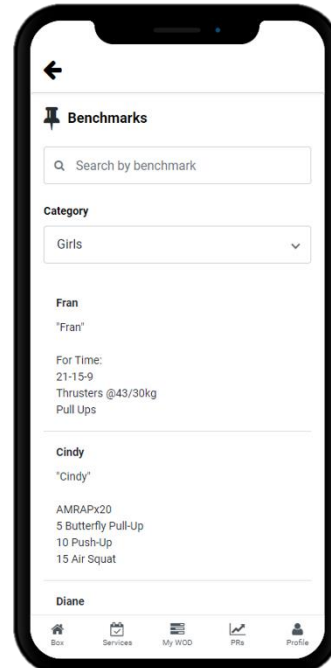 Benchmarks
Search by benchmark
Category
Girls
Fran
"Fran"
For Time:
21-15-9
Thrusters @43/30kg
Pull Ups
Cindy
"Cindy"
AMRAPx20
5 Butterfly Pull-Up
10 Push-Up
15 Air Squat
Diane
Box Services My WOD PRs Profile